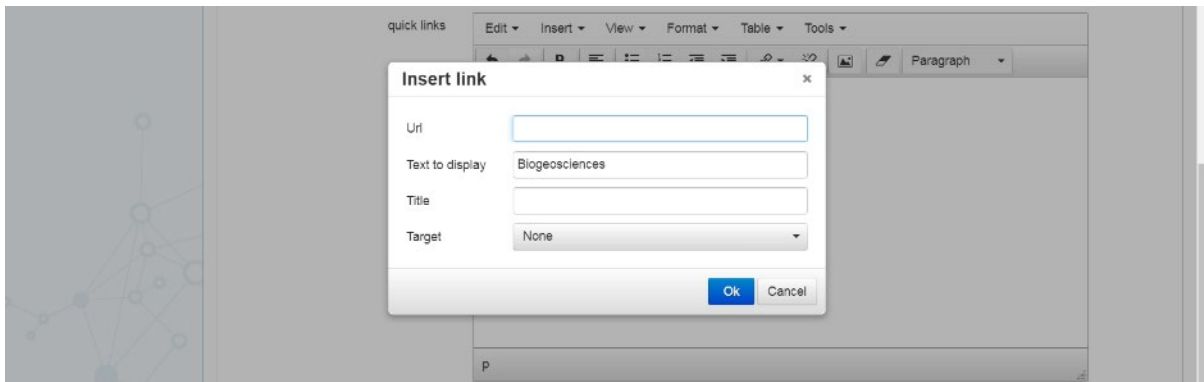 quick links
Edit Insert View Format Table Tools
B Paragraph
Insert link ×
Url
Text to display Biogeosciences
Title
Target None
Ok Cancel
p